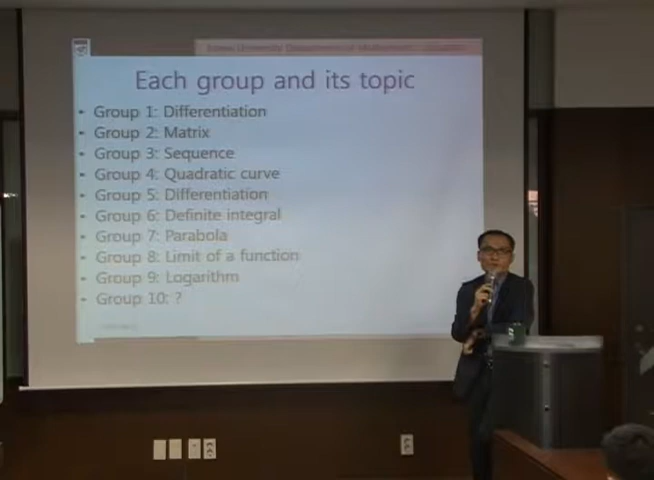 Each group and its topic
• Group 1: Differentiation
• Group 2: Matrix
• Group 3: Sequence
• Group 4: Quadratic curve
• Group 5: Differentiation
• Group 6: Definite integral
• Group 7: Parabola
• Group 8: Limit of a function
• Group 9: Logarithm
• Group 10: ?